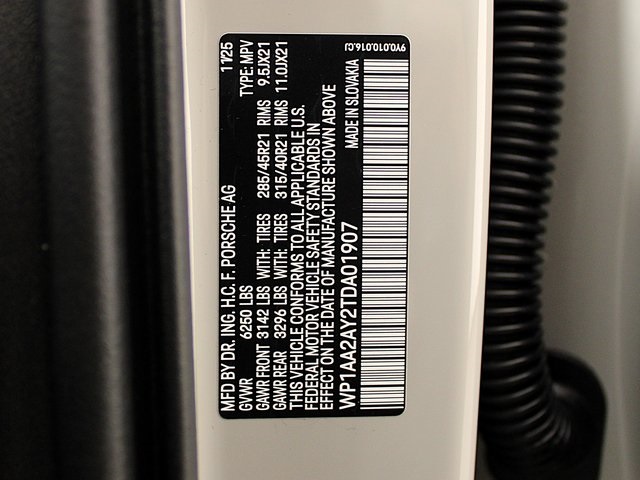 MFD BY DR. ING. H.C. F. PORSCHE AG 11/25
GVWR 6250 LBS TYPE: MPV
GAWR FRONT 3142 LBS WITH: TIRES 285/45R21 RIMS 9.5JX21
GAWR REAR 3296 LBS WITH: TIRES 315/40R21 RIMS 11.0JX21
THIS VEHICLE CONFORMS TO ALL APPLICABLE U.S.
FEDERAL MOTOR VEHICLE SAFETY STANDARDS IN
EFFECT ON THE DATE OF MANUFACTURE SHOWN ABOVE
WP1AA2AY2TDA01907 MADE IN SLOVAKIA
9Y0.010.016.CJ